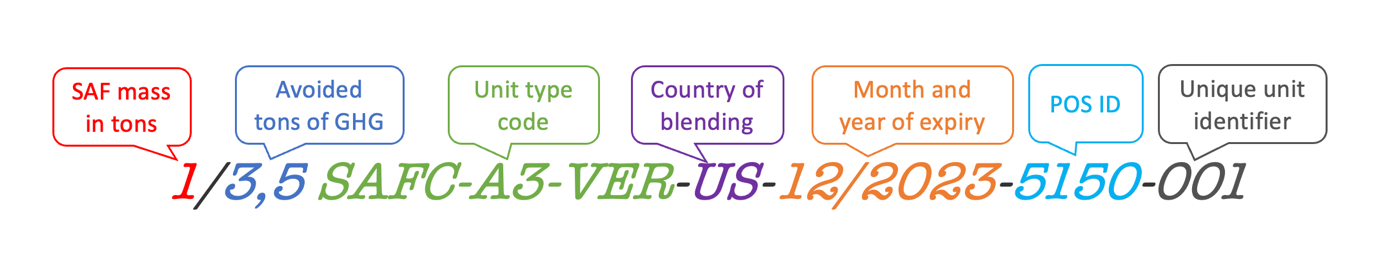 SAF mass
in tons
Avoided
tons of GHG
Unit type
code
Country of
blending
Month and
year of expiry
POS ID
Unique unit
identifier
1/3,5 SAFC-A3-VER-US-12/2023-5150-001